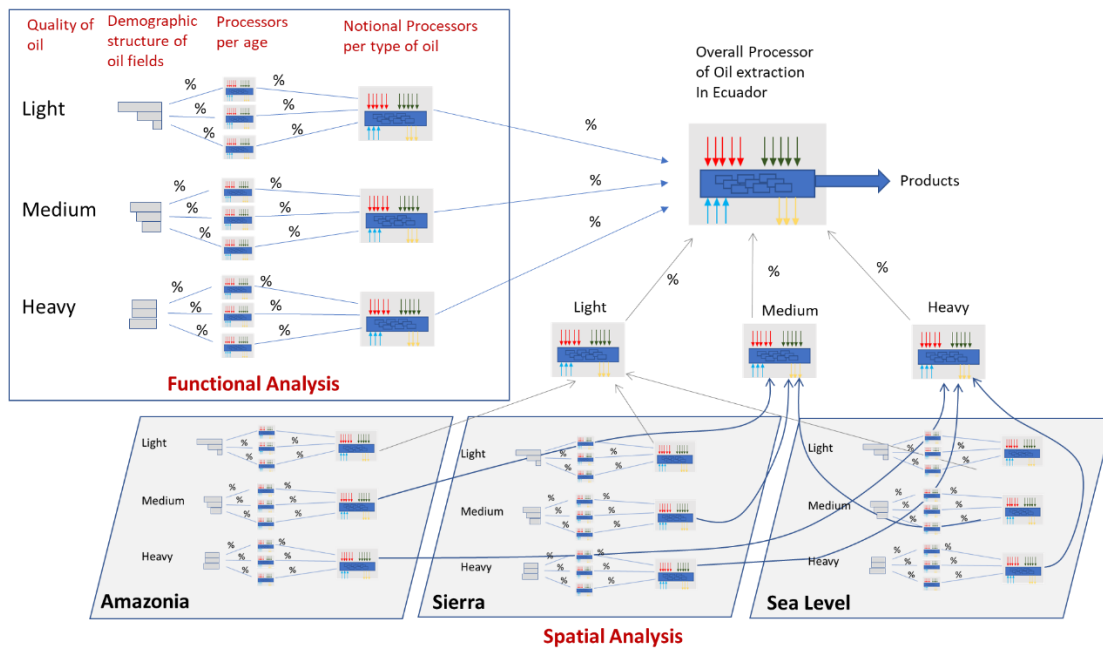 Quality of
oil
Demographic
structure of
oil fields
Processors
per age
Notional Processors
per type of oil
Light
% % % % %
Medium
% % % % %
Heavy
% % % % %
Functional Analysis
Overall Processor
of Oil extraction
In Ecuador
%
%
%
Products
%
%
%
Light
Medium
Heavy
Light
% % % % %
Medium
% % % % %
Heavy
% % % % %
Amazonia
Light
% % % % %
Medium
% % % % %
Heavy
% % % % %
Sierra
Light
% % % % %
Medium
% % % % %
Heavy
% % % % %
Sea Level
Spatial Analysis